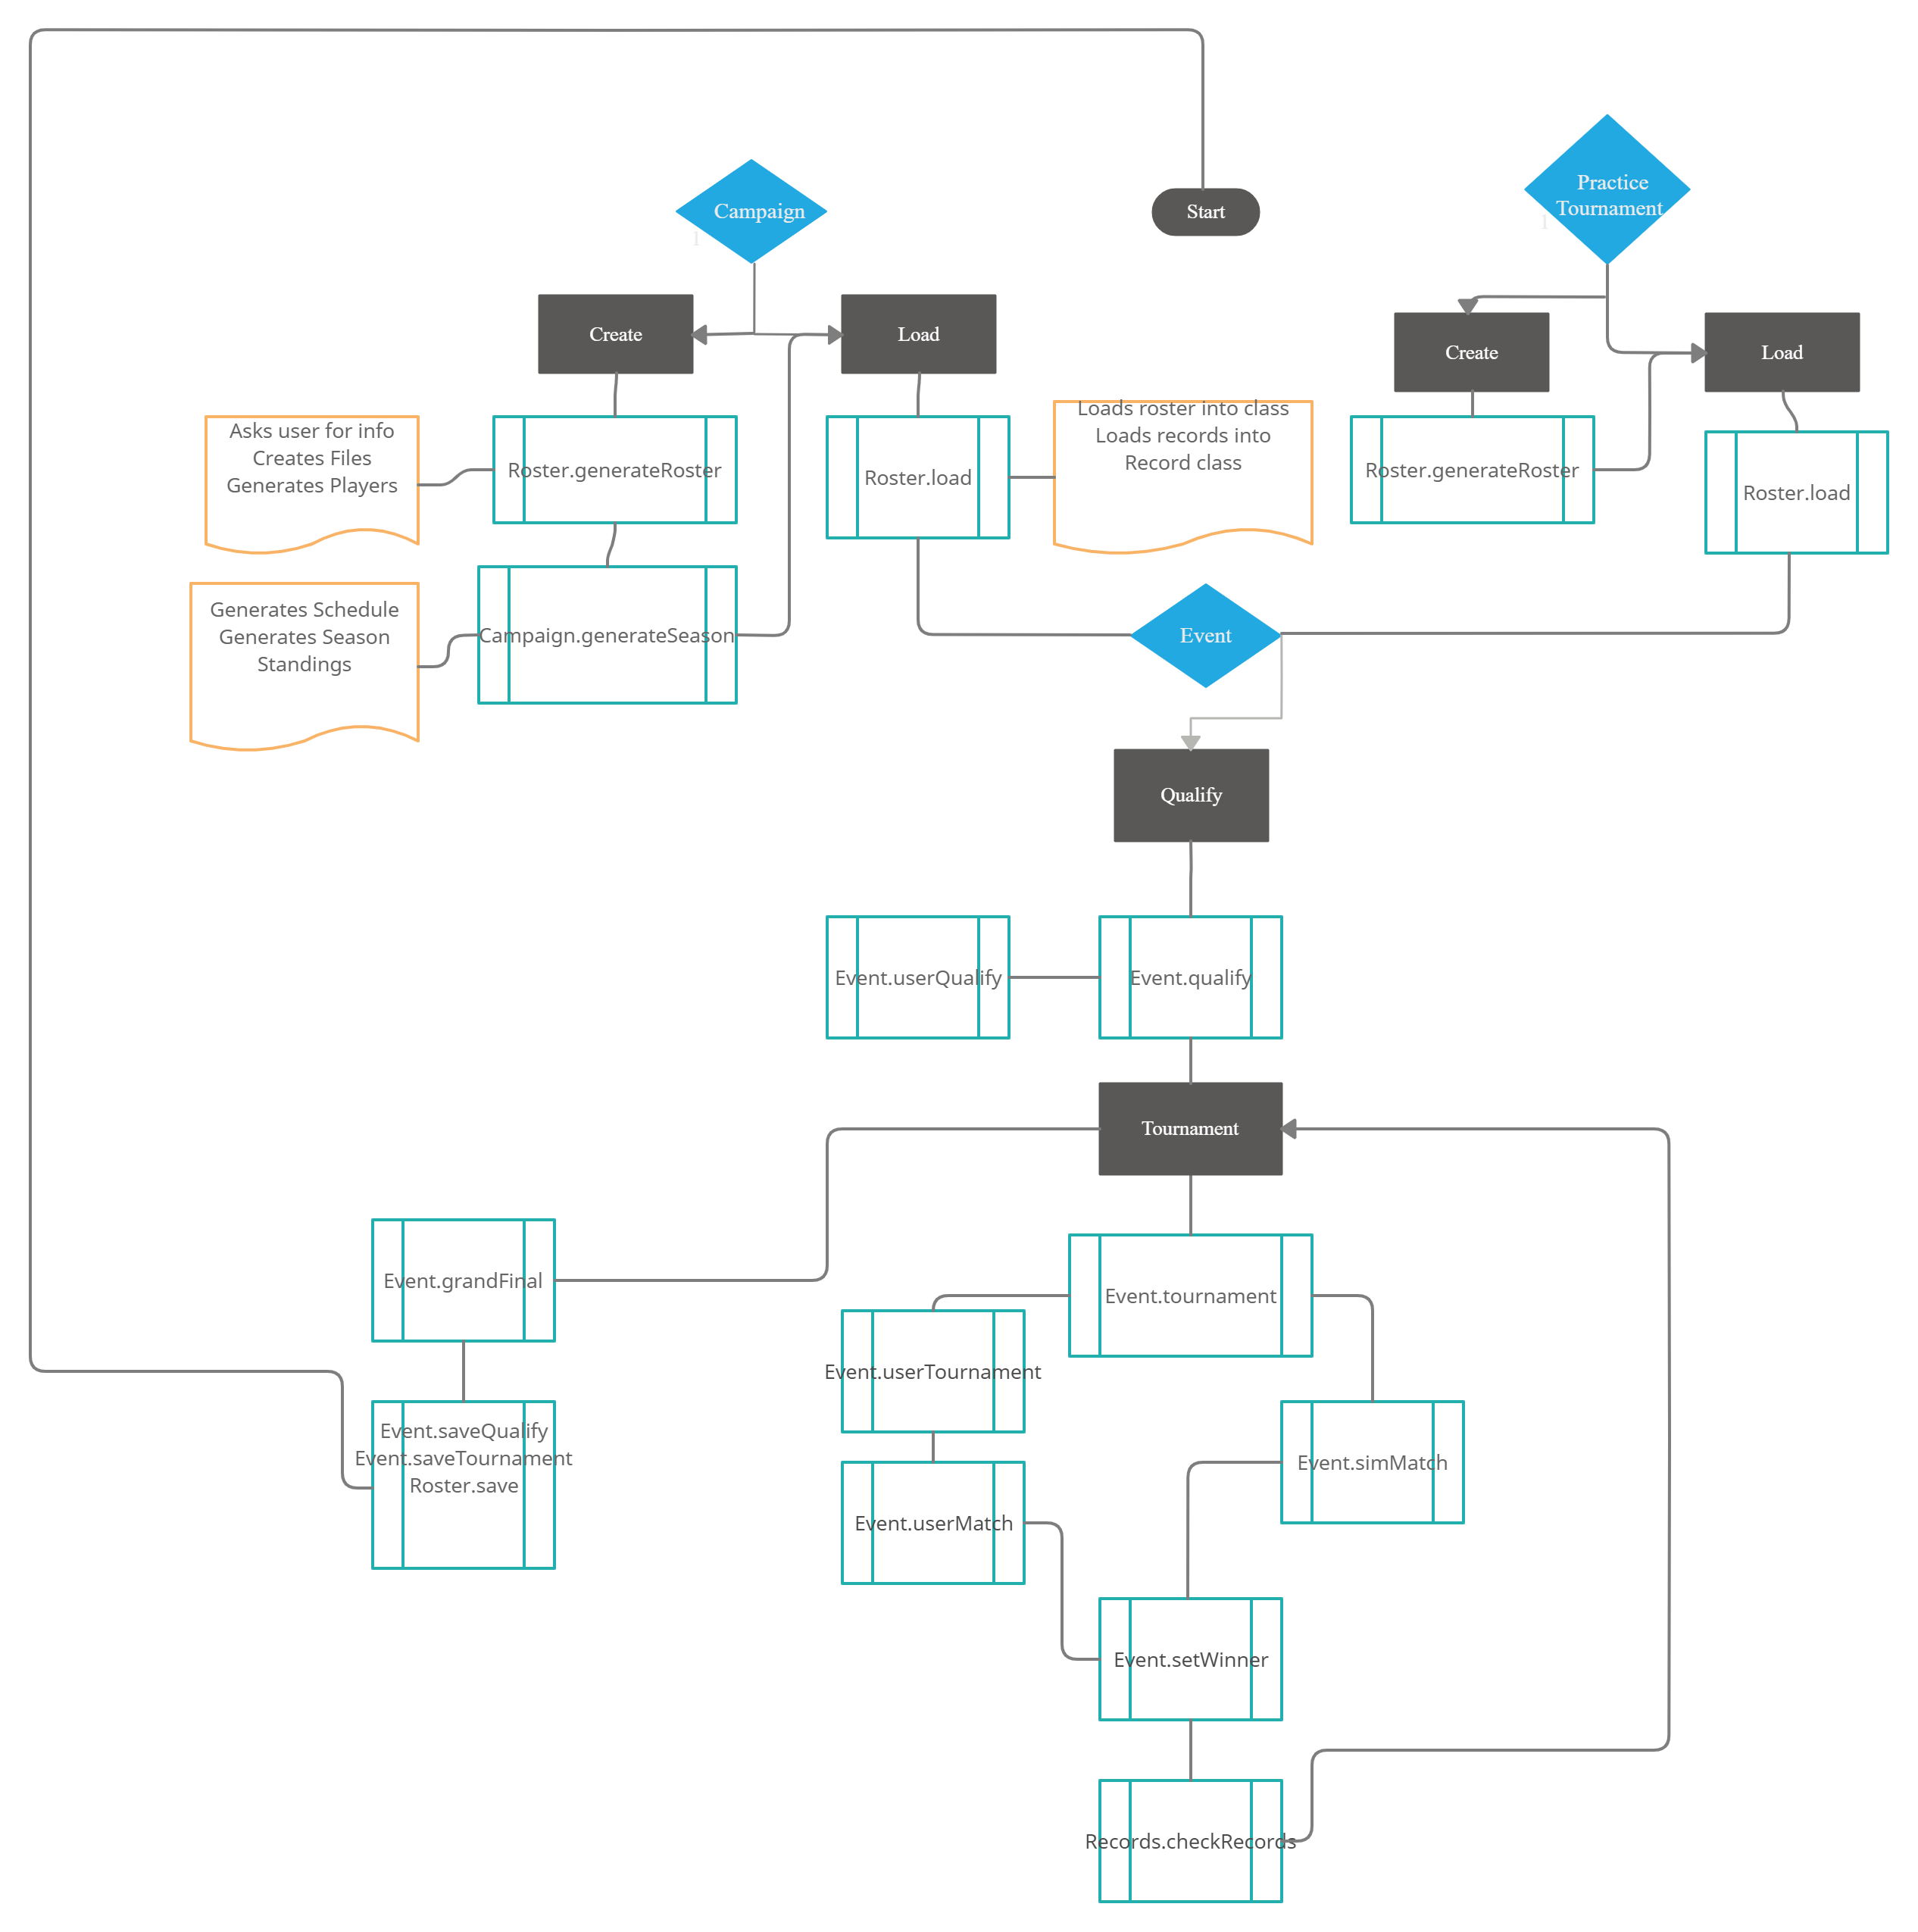 Practice
Tournament
1
Campaign
1
Start
Create
Load
Create
Load
Asks user for info
Creates Files
Generates Players
Roster.generateRoster
Roster.load
Loads roster into class
Loads records into
Record class
Roster.generateRoster
Roster.load
Generates Schedule
Generates Season
Standings
Campaign.generateSeason
Event
Qualify
Event.userQualify
Event.qualify
Tournament
Event.grandFinal
Event.tournament
Event.userTournament
Event.saveQualify
Event.saveTournament
Roster.save
Event.simMatch
Event.userMatch
Event.setWinner
Records.checkRecords